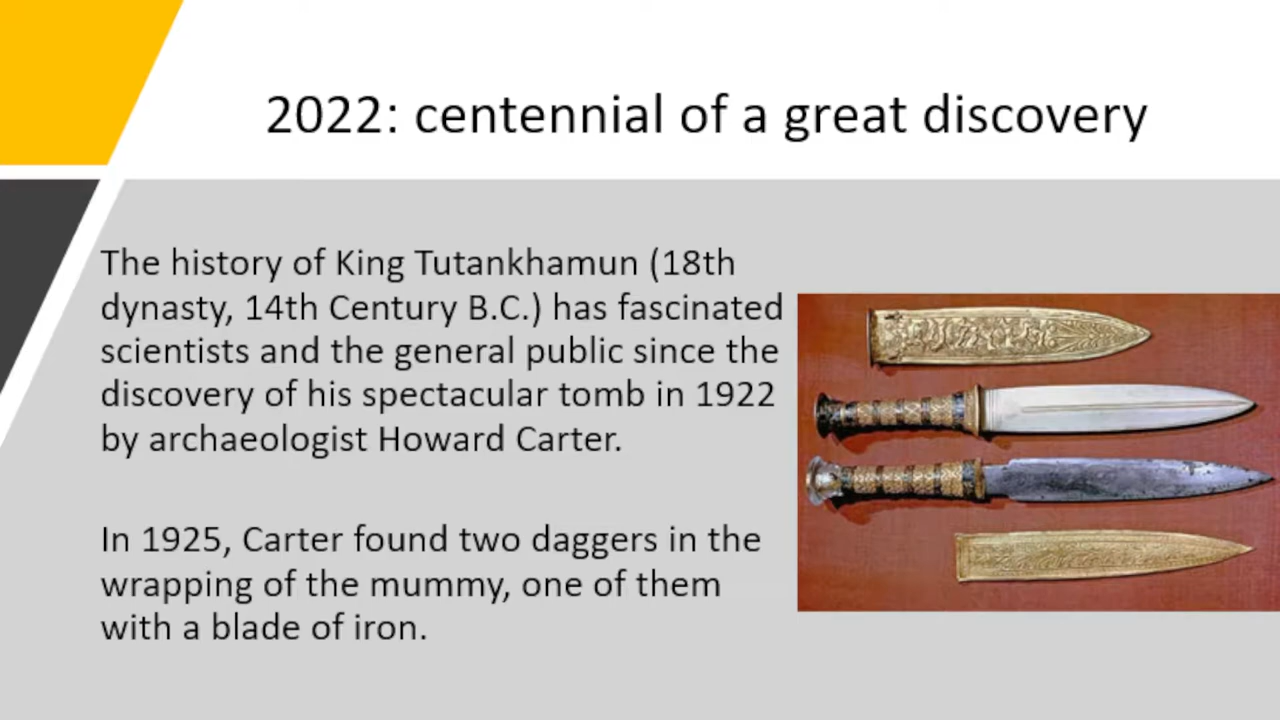 2022: centennial of a great discovery
The history of King Tutankhamun (18th
dynasty, 14th Century B.C.) has fascinated
scientists and the general public since the
discovery of his spectacular tomb in 1922
by archaeologist Howard Carter.
In 1925, Carter found two daggers in the
wrapping of the mummy, one of them
with a blade of iron.